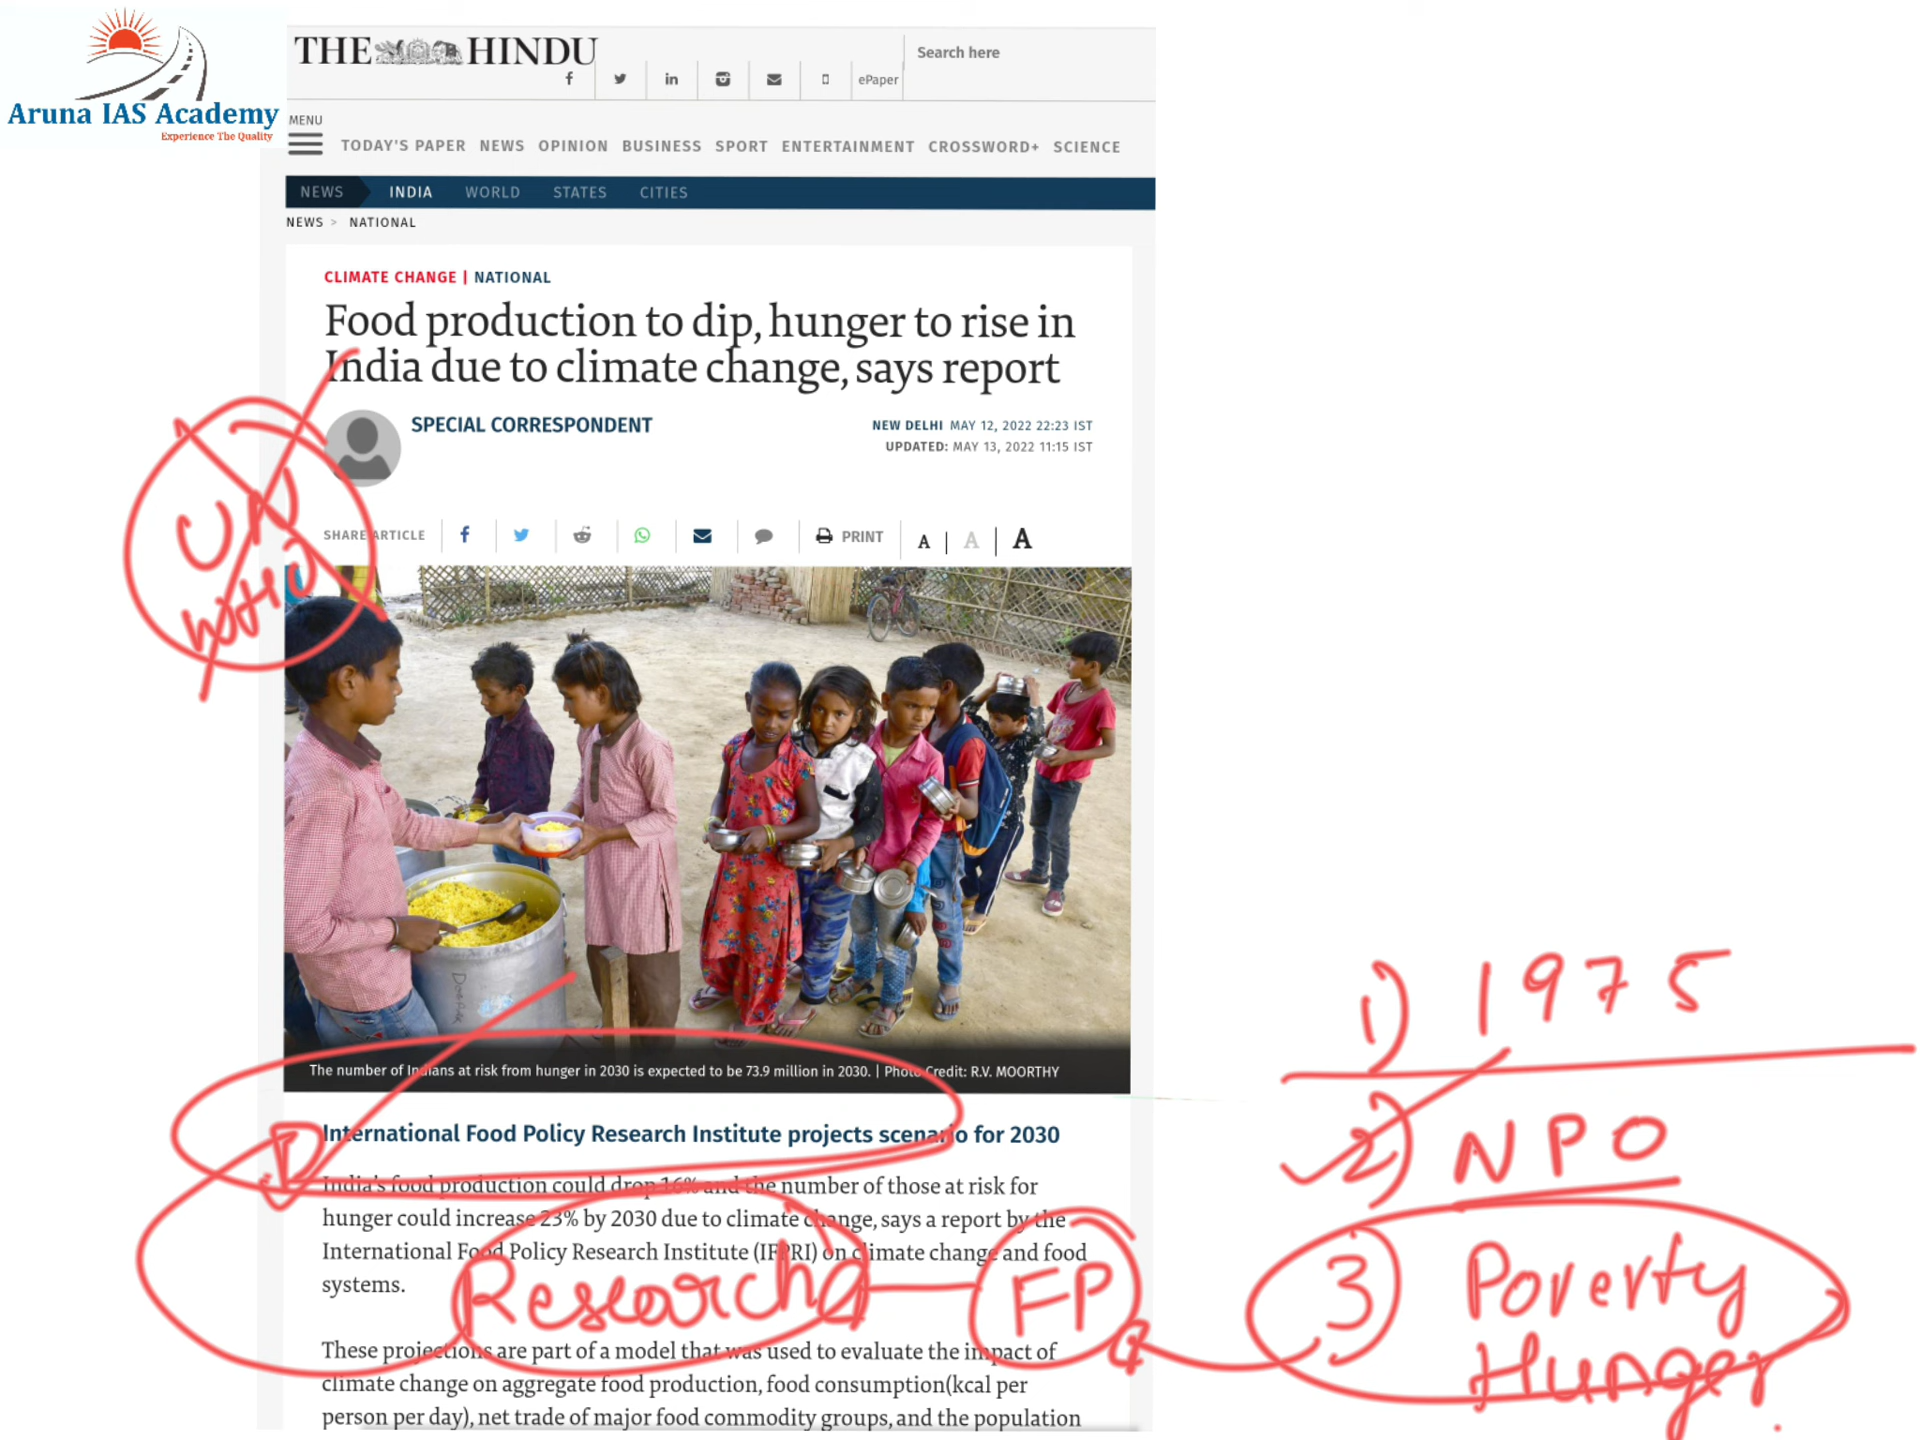 Aruna IAS Academy
Experience The Quality
THE HINDU
Search here
ePaper
MENU
TODAY'S PAPER NEWS OPINION BUSINESS SPORT ENTERTAINMENT CROSSWORD+ SCIENCE
NEWS INDIA WORLD STATES CITIES
NEWS > NATIONAL
CLIMATE CHANGE | NATIONAL
Food production to dip, hunger to rise in
India due to climate change, says report
SPECIAL CORRESPONDENT
NEW DELHI MAY 12, 2022 22:23 IST
UPDATED: MAY 13, 2022 11:15 IST
UN
SHARE ARTICLE
PRINT
A | A | A
The number of Indians at risk from hunger in 2030 is expected to be 73.9 million in 2030. | Photo Credit: R.V. MOORTHY
International Food Policy Research Institute projects scenario for 2030
India's food production could drop 16% and the number of those at risk for
hunger could increase 23% by 2030 due to climate change, says a report by the
International Food Policy Research Institute (IFPRI) on climate change and food
systems.
Research
FP
These projections are part of a model that was used to evaluate the impact of
climate change on aggregate food production, food consumption(kcal per
person per day), net trade of major food commodity groups, and the population
1) 1975
2) NPO
3) Poverty
Hunger.